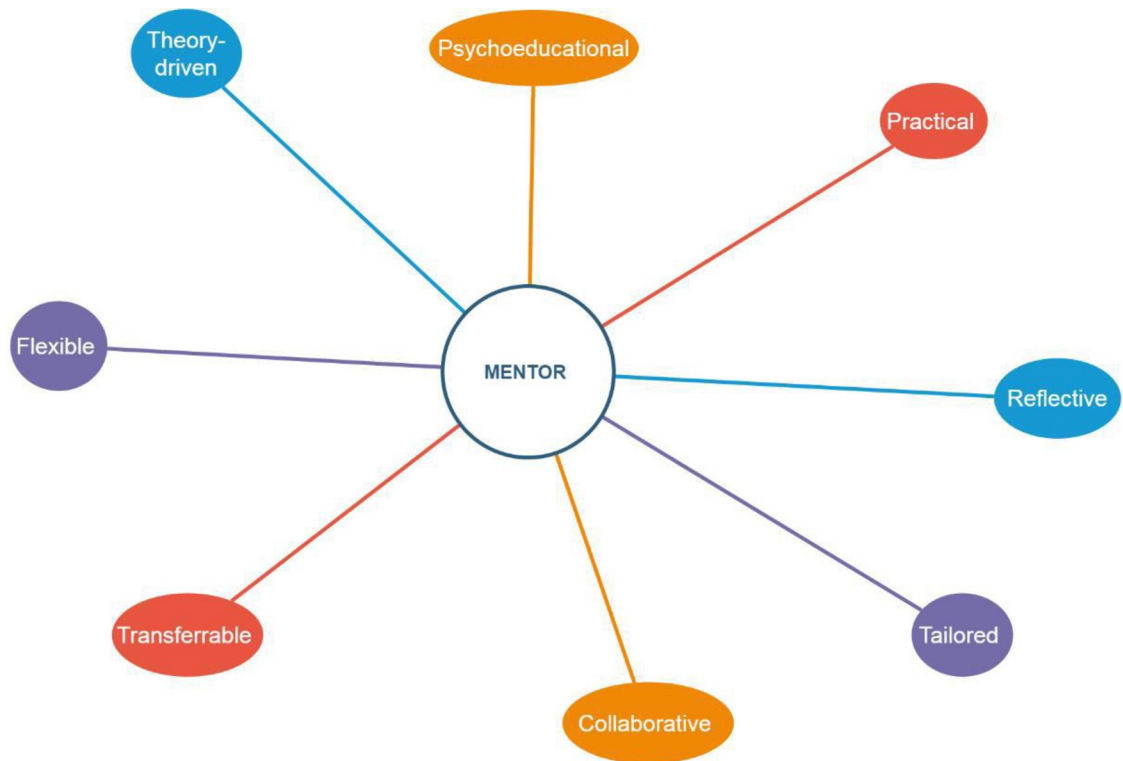 Theory-
driven
Psychoeducational
Practical
Flexible
MENTOR
Reflective
Transferrable
Tailored
Collaborative